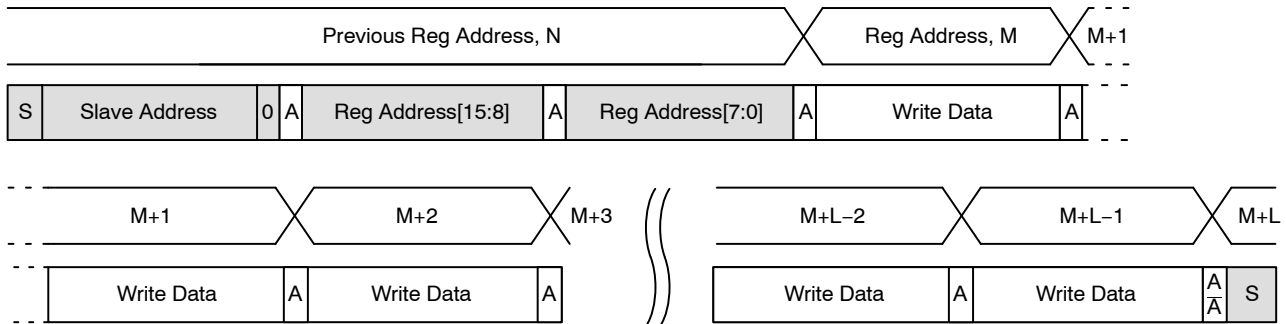 Previous Reg Address, N Reg Address, M M+1
S Slave Address 0 A Reg Address[15:8] A Reg Address[7:0] A Write Data A
M+1 M+2 M+3 M+L−2 M+L−1 M+L
Write Data A Write Data A Write Data A Write Data A S
A̅